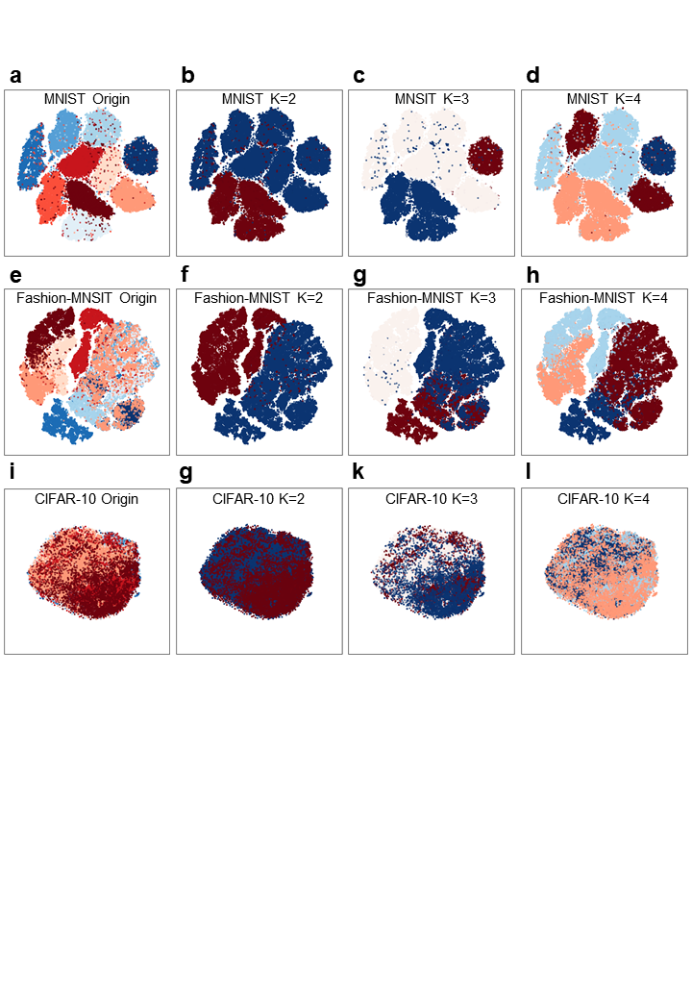 a b c d
MNIST Origin MNIST K=2 MNSIT K=3 MNIST K=4
e f g h
Fashion-MNSIT Origin Fashion-MNIST K=2 Fashion-MNIST K=3 Fashion-MNIST K=4
i g k l
CIFAR-10 Origin CIFAR-10 K=2 CIFAR-10 K=3 CIFAR-10 K=4